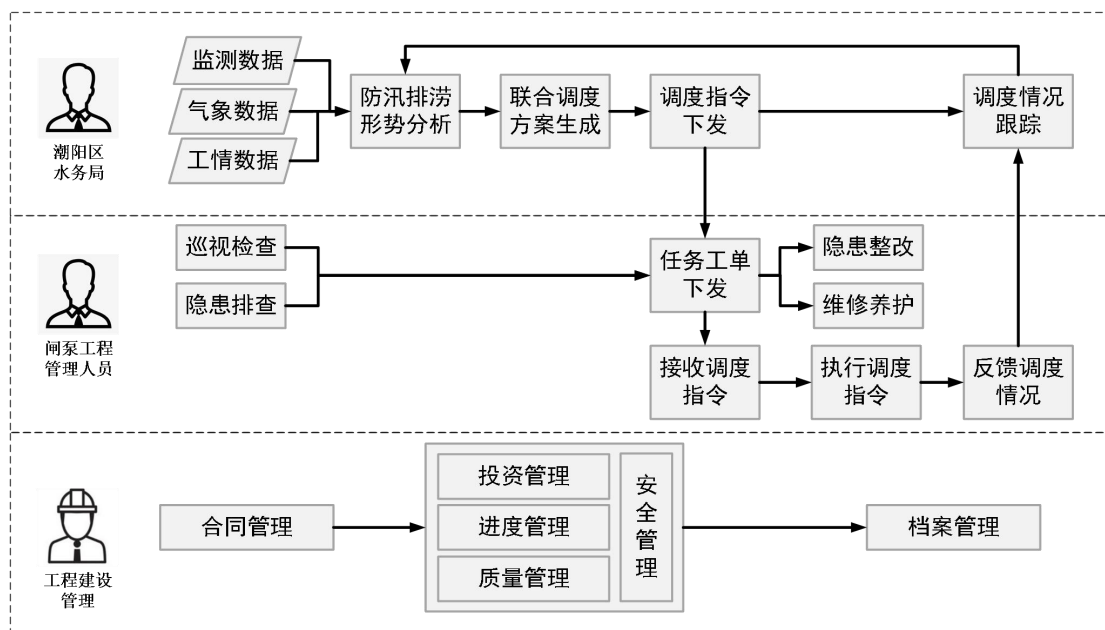 监测数据
气象数据
工情数据
防汛排涝
形势分析
联合调度
方案生成
调度指令
下发
调度情况
跟踪
潮阳区
水务局
巡视检查
隐患排查
任务工单
下发
隐患整改
维修养护
闸泵工程
管理人员
接收调度
指令
执行调度
指令
反馈调度
情况
合同管理
投资管理
进度管理
质量管理
安
全
管
理
档案管理
工程建设
管理